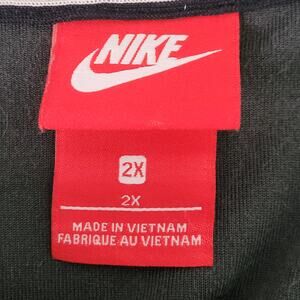 NIKE
2X
2X
MADE IN VIETNAM
FABRIQUE AU VIETNAM